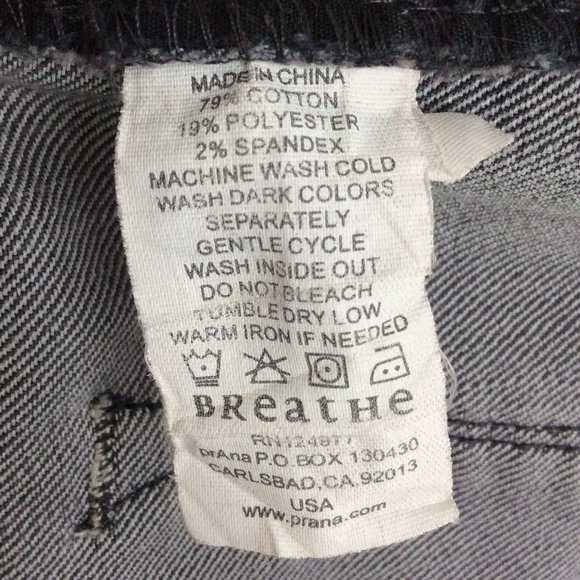 MADE IN CHINA
79% COTTON
19% POLYESTER
2% SPANDEX
MACHINE WASH COLD
WASH DARK COLORS
SEPARATELY
GENTLE CYCLE
WASH INSIDE OUT
DO NOT BLEACH
TUMBLE DRY LOW
WARM IRON IF NEEDED
BReatHe
RN124977
prAna P.O. BOX 130430
CARLSBAD, CA. 92013
USA
www.prana.com